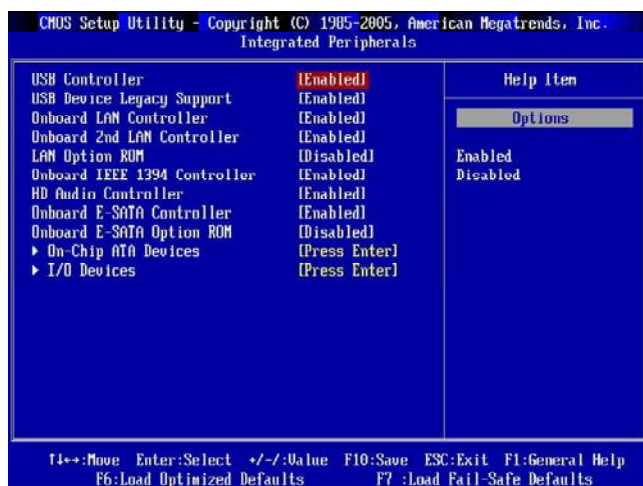 CMOS Setup Utility - Copyright (C) 1985-2005, American Megatrends, Inc.
Integrated Peripherals
USB Controller [Enabled]
USB Device Legacy Support [Enabled]
Onboard LAN Controller [Enabled]
Onboard 2nd LAN Controller [Enabled]
LAN Option ROM [Disabled]
Onboard IEEE 1394 Controller [Enabled]
HD Audio Controller [Enabled]
Onboard E-SATA Controller [Enabled]
Onboard E-SATA Option ROM [Disabled]
▶ On-Chip ATA Devices [Press Enter]
▶ I/O Devices [Press Enter]
Help Item
Options
Enabled
Disabled
↑↓←→:Move Enter:Select +/-/:Value F10:Save ESC:Exit F1:General Help
F6:Load Optimized Defaults F7 :Load Fail-Safe Defaults